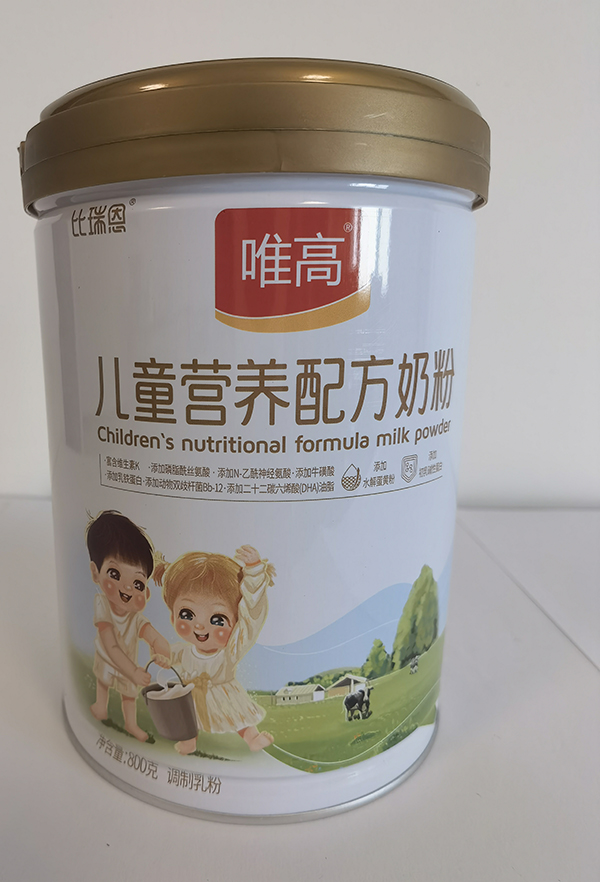 比瑞恩®
唯高®
儿童营养配方奶粉
Children's nutritional formula milk powder
·富含维生素K ·添加磷脂酰丝氨酸 ·添加N-乙酰神经氨酸 ·添加牛磺酸
·添加乳铁蛋白 ·添加动物双歧杆菌Bb-12 ·添加二十二碳六烯酸(DHA)油脂
添加
水解蛋黄粉
添加
净含量:800克 调制乳粉